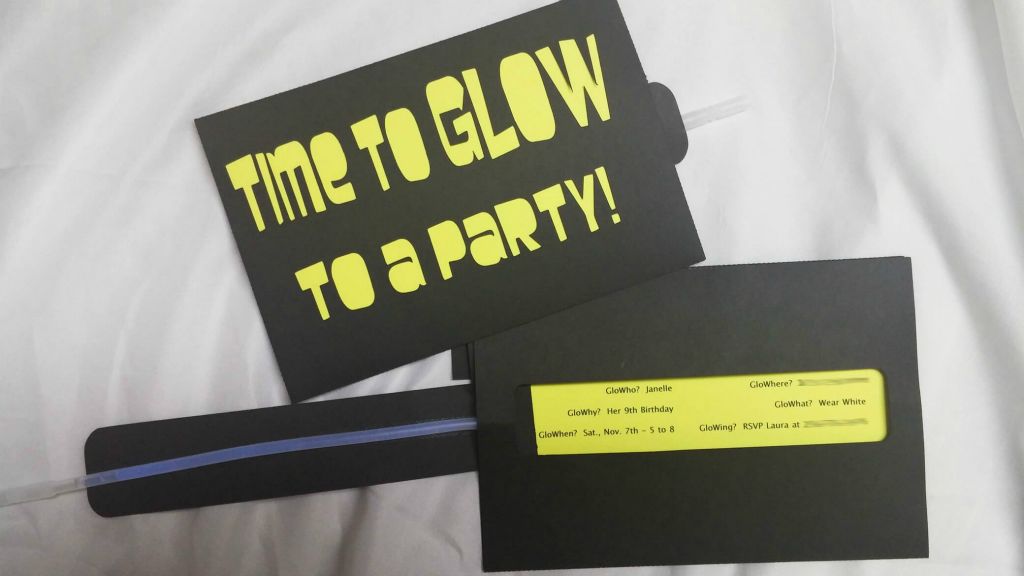 TIme TO GLOW
TO a PaRTY!
GloWho? Janelle
GloWhy? Her 9th Birthday
GloWhen? Sat., Nov. 7th - 5 to 8
GloWhere?
GloWhat? Wear White
GloWing? RSVP Laura at